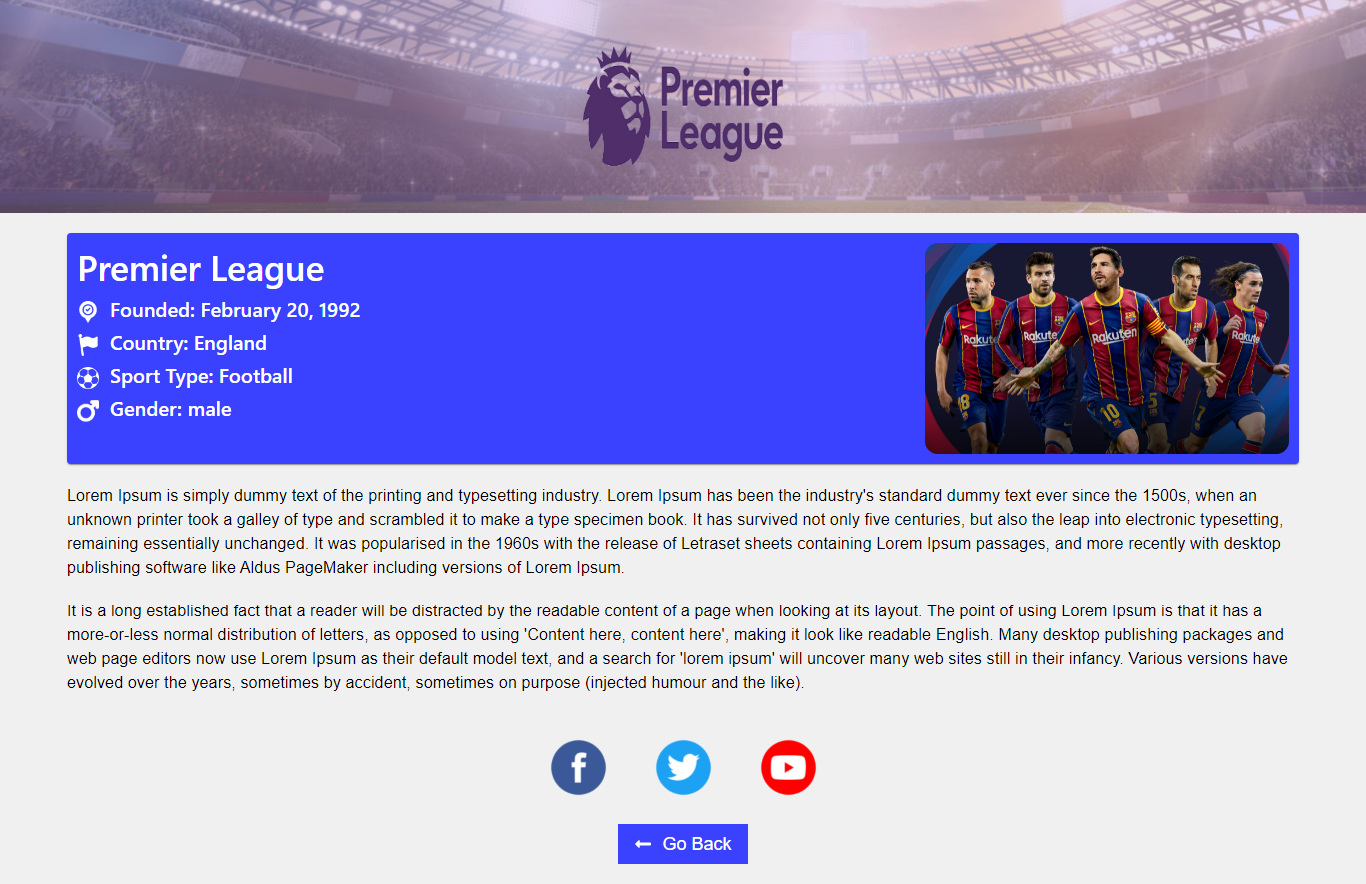 Premier
League
Premier League
Founded: February 20, 1992
Country: England
Sport Type: Football
Gender: male
Rakuten
Rakuten
Rakuten
Rakuten
18
10
5
7
Lorem Ipsum is simply dummy text of the printing and typesetting industry. Lorem Ipsum has been the industry's standard dummy text ever since the 1500s, when an
unknown printer took a galley of type and scrambled it to make a type specimen book. It has survived not only five centuries, but also the leap into electronic typesetting,
remaining essentially unchanged. It was popularised in the 1960s with the release of Letraset sheets containing Lorem Ipsum passages, and more recently with desktop
publishing software like Aldus PageMaker including versions of Lorem Ipsum.
It is a long established fact that a reader will be distracted by the readable content of a page when looking at its layout. The point of using Lorem Ipsum is that it has a
more-or-less normal distribution of letters, as opposed to using 'Content here, content here', making it look like readable English. Many desktop publishing packages and
web page editors now use Lorem Ipsum as their default model text, and a search for 'lorem ipsum' will uncover many web sites still in their infancy. Various versions have
evolved over the years, sometimes by accident, sometimes on purpose (injected humour and the like).
Go Back